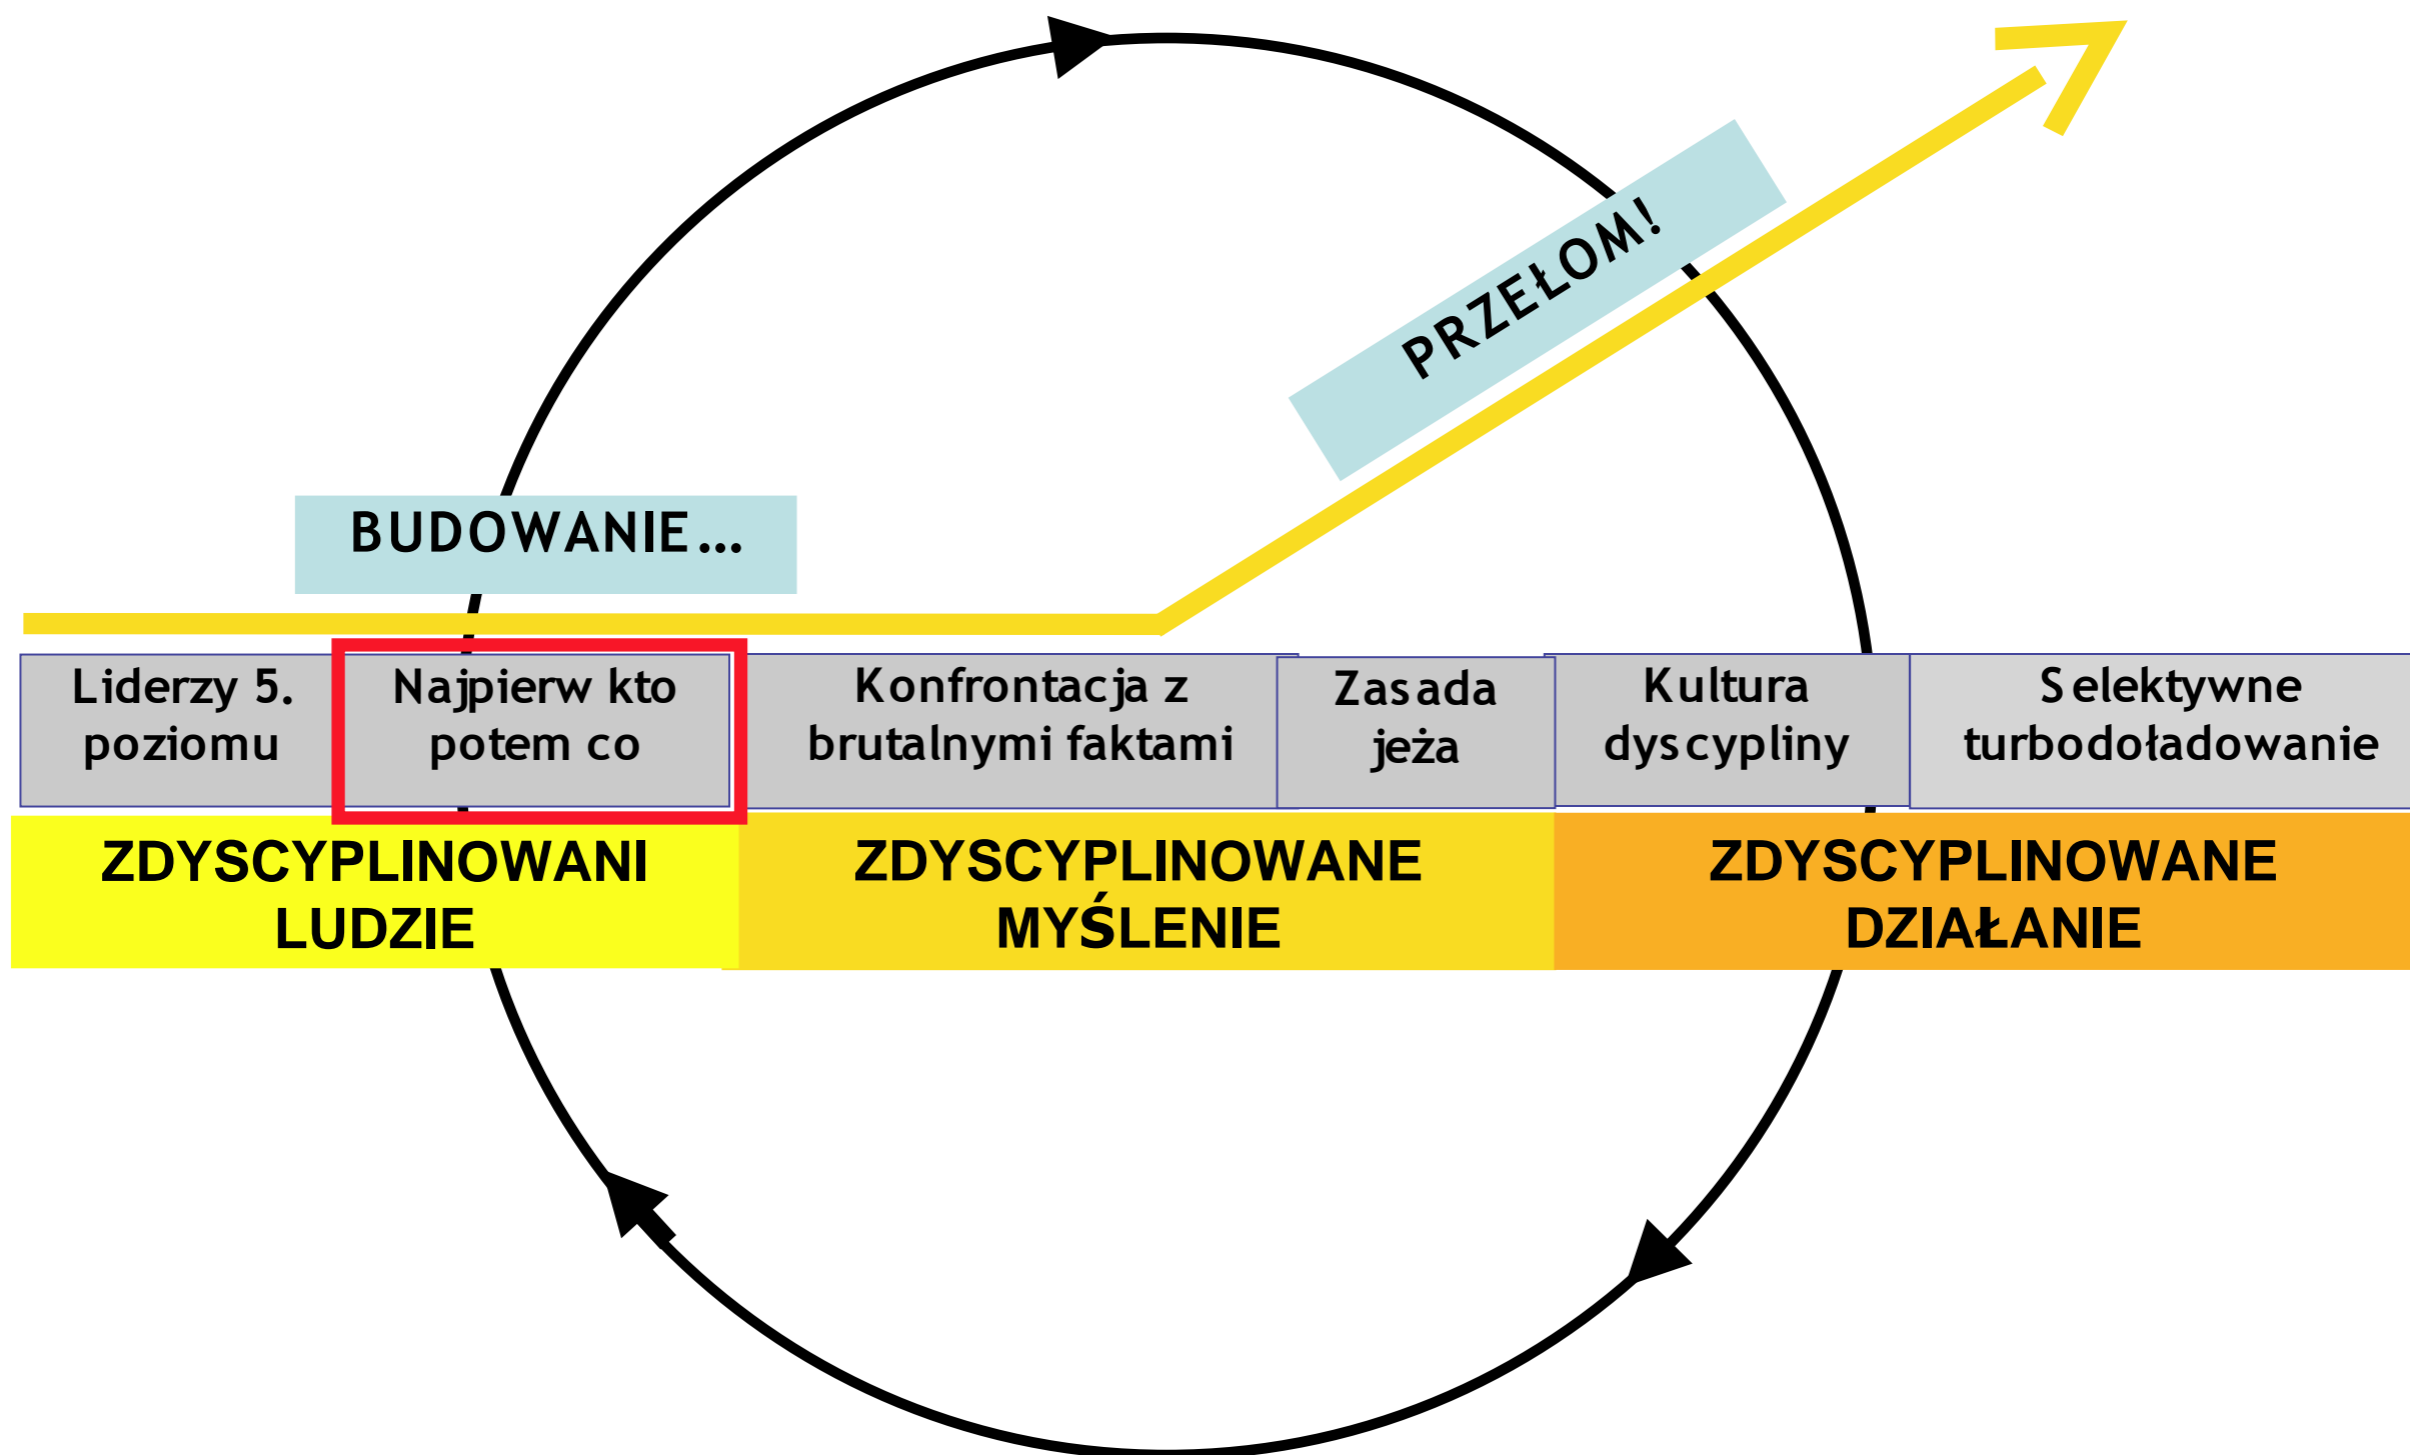 PRZEŁOM!
BUDOWANIE...
Liderzy 5.
poziomu
Najpierw kto
potem co
Konfrontacja z
brutalnymi faktami
Zasada
jeża
Kultura
dyscypliny
Selektywne
turbodoładowanie
ZDYSCYPLINOWANI
LUDZIE
ZDYSCYPLINOWANE
MYŚLENIE
ZDYSCYPLINOWANE
DZIAŁANIE